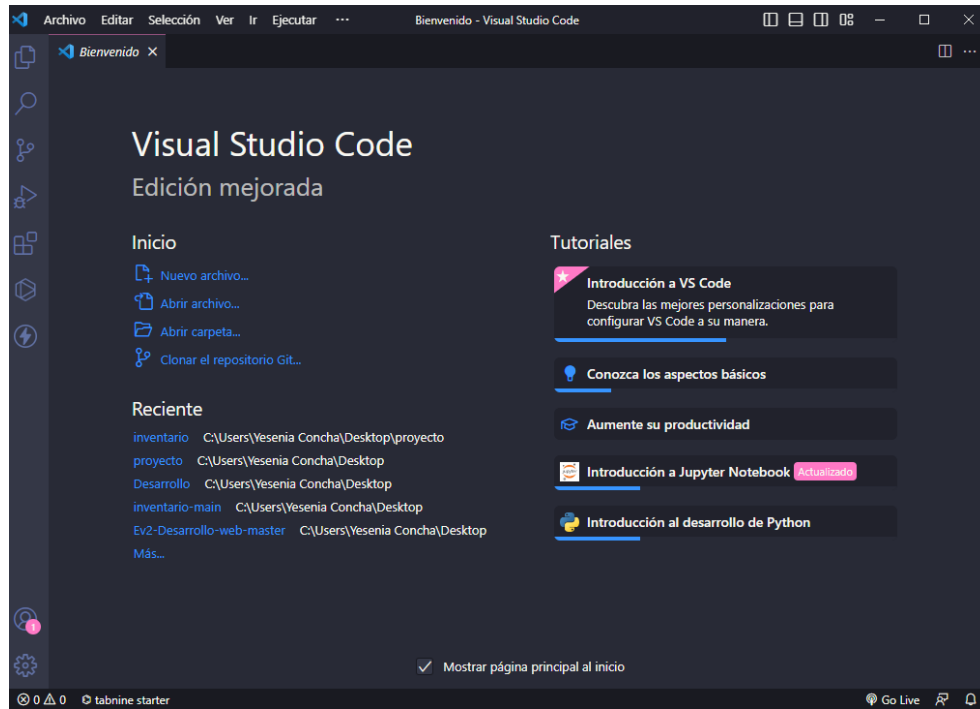 Archivo Editar Selección Ver Ir Ejecutar ··· Bienvenido - Visual Studio Code
Bienvenido
Visual Studio Code
Edición mejorada
Inicio
Nuevo archivo...
Abrir archivo...
Abrir carpeta...
Clonar el repositorio Git...
Reciente
inventario C:\Users\Yesenia Concha\Desktop\proyecto
proyecto C:\Users\Yesenia Concha\Desktop
Desarrollo C:\Users\Yesenia Concha\Desktop
inventario-main C:\Users\Yesenia Concha\Desktop
Ev2-Desarrollo-web-master C:\Users\Yesenia Concha\Desktop
Más...
Tutoriales
Introducción a VS Code
Descubra las mejores personalizaciones para
configurar VS Code a su manera.
Conozca los aspectos básicos
Aumente su productividad
Introducción a Jupyter Notebook Actualizado
Introducción al desarrollo de Python
1
Mostrar página principal al inicio
0 0 tabnine starter Go Live